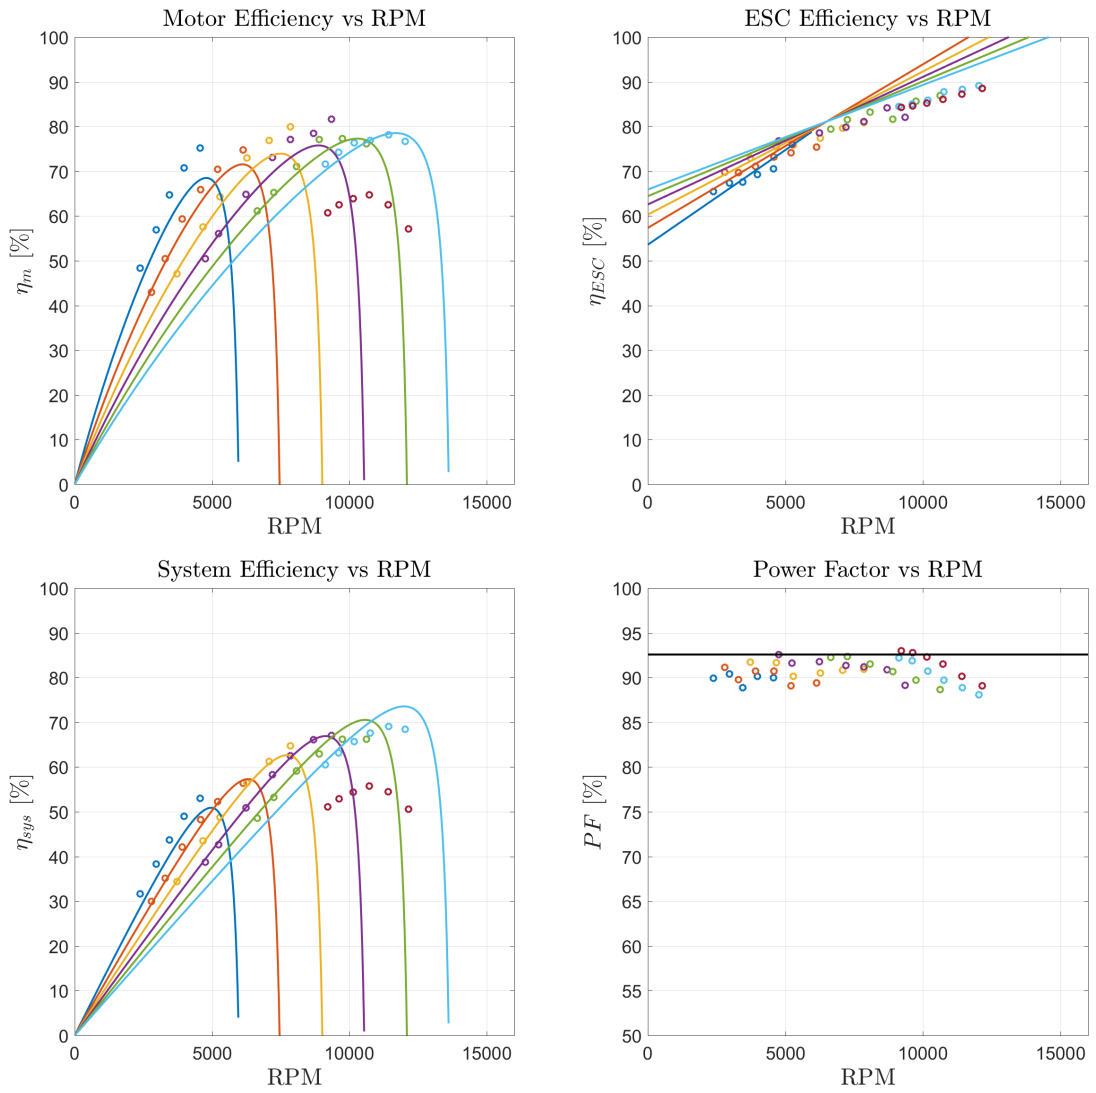 Motor Efficiency vs RPM
100
90
80
70
60
50
40
30
20
10
0
η_m [%]
0 5000 10000 15000
RPM
ESC Efficiency vs RPM
100
90
80
70
60
50
40
30
20
10
0
η_ESC [%]
0 5000 10000 15000
RPM
System Efficiency vs RPM
100
90
80
70
60
50
40
30
20
10
0
η_sys [%]
0 5000 10000 15000
RPM
Power Factor vs RPM
100
95
90
85
80
75
70
65
60
55
50
PF [%]
0 5000 10000 15000
RPM